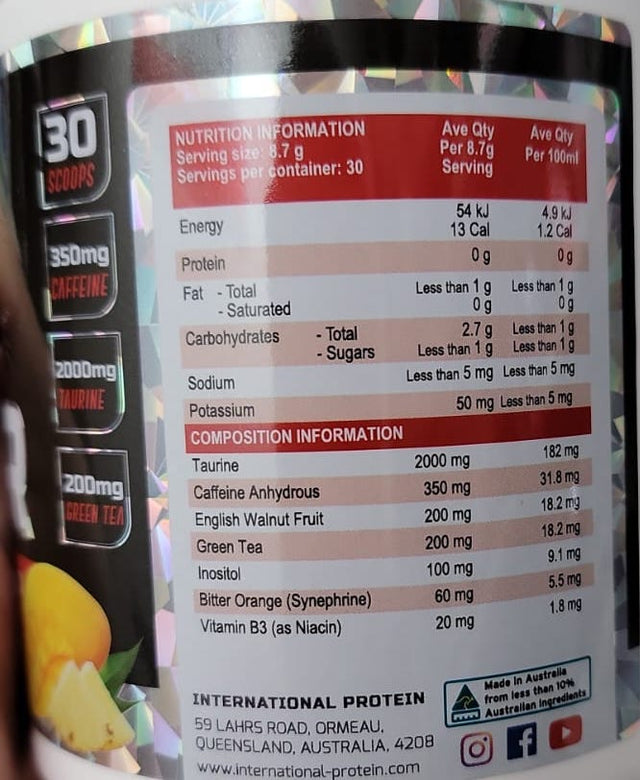 30
SCOOPS
350mg
CAFFEINE
2000mg
TAURINE
200mg
GREEN TEA
NUTRITION INFORMATION Ave Qty Ave Qty
Serving size: 8.7 g Per 8.7g Per 100ml
Servings per container: 30 Serving
Energy 54 kJ 4.9 kJ
13 Cal 1.2 Cal
Protein 0 g 0 g
Fat - Total Less than 1 g Less than 1 g
- Saturated 0 g 0 g
Carbohydrates - Total 2.7 g Less than 1 g
- Sugars Less than 1 g Less than 1 g
Sodium Less than 5 mg Less than 5 mg
Potassium 50 mg Less than 5 mg
COMPOSITION INFORMATION
Taurine 2000 mg 182 mg
Caffeine Anhydrous 350 mg 31.8 mg
English Walnut Fruit 200 mg 18.2 mg
Green Tea 200 mg 18.2 mg
Inositol 100 mg 9.1 mg
Bitter Orange (Synephrine) 60 mg 5.5 mg
Vitamin B3 (as Niacin) 20 mg 1.8 mg
INTERNATIONAL PROTEIN
59 LAHRS ROAD, ORMEAU,
QUEENSLAND, AUSTRALIA, 4208
www.international-protein.com
Made in Australia
from less than 10%
Australian ingredients